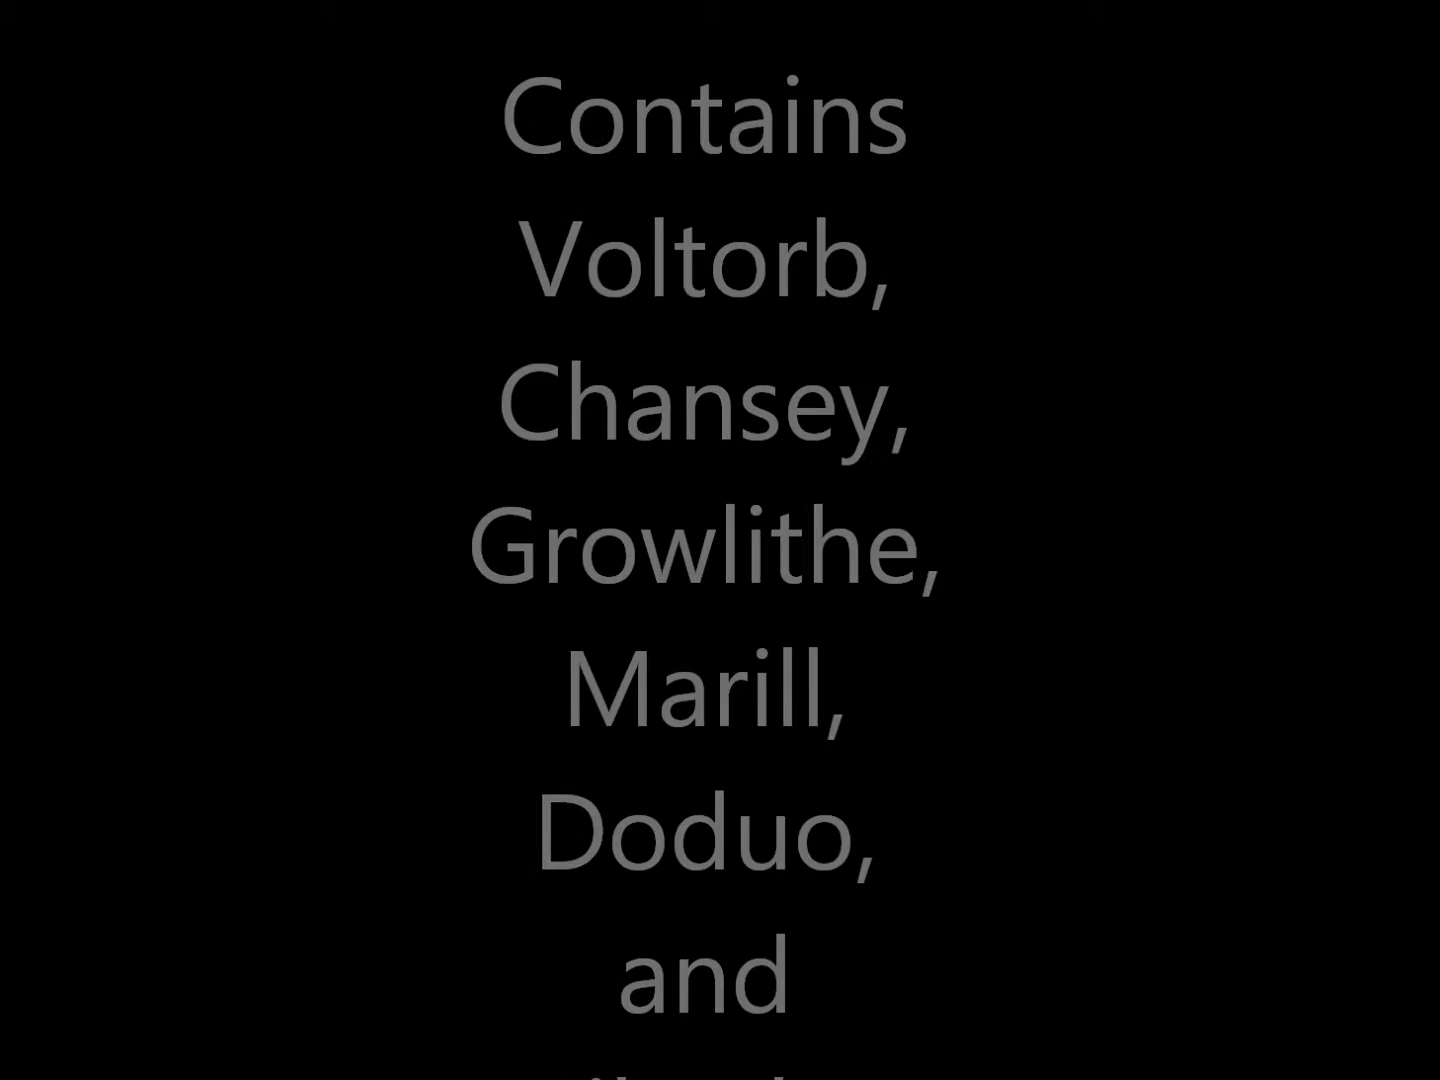 Contains
Voltorb,
Chansey,
Growlithe,
Marill,
Doduo,
and